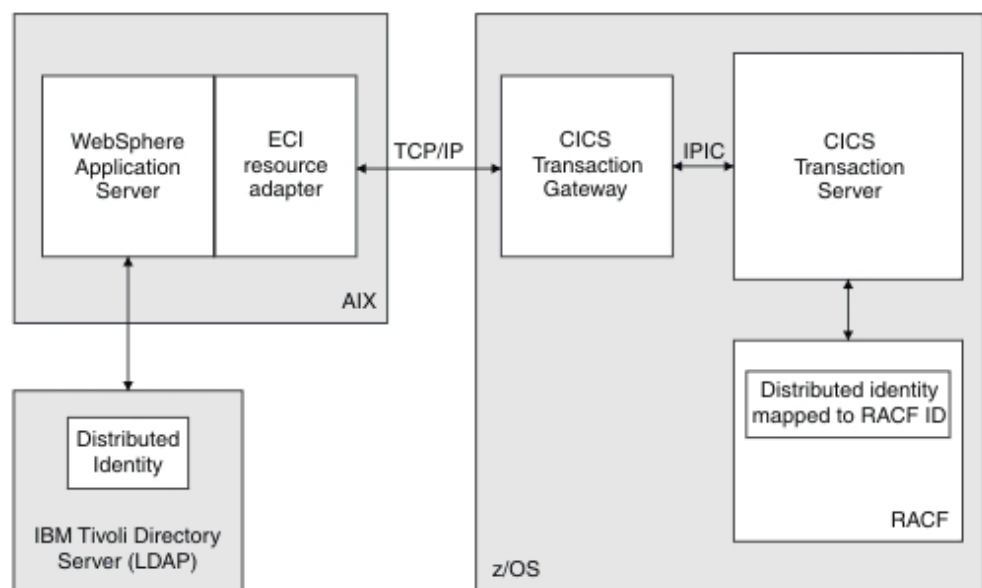 WebSphere
Application
Server
ECI
resource
adapter
AIX
TCP/IP
CICS
Transaction
Gateway
IPIC
CICS
Transaction
Server
Distributed
Identity
IBM Tivoli Directory
Server (LDAP)
Distributed identity
mapped to RACF ID
RACF
z/OS